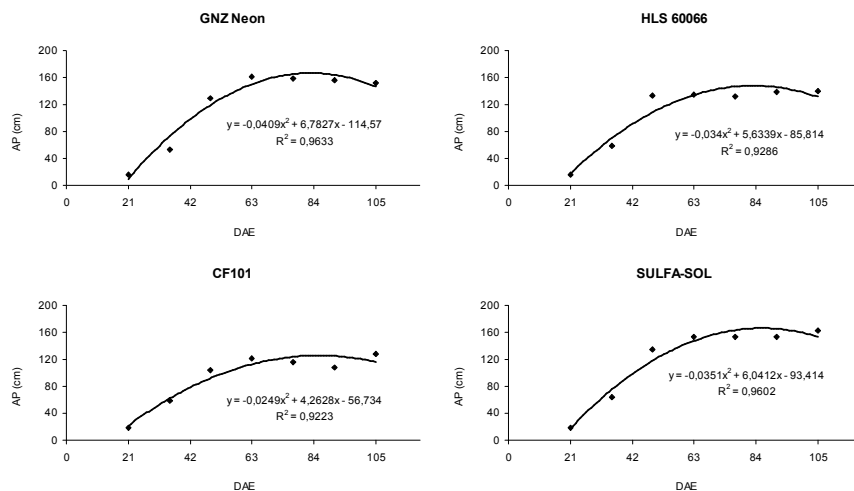 GNZ Neon
200
160
120
80
40
0
AP (cm)
y = -0,0409x² + 6,7827x - 114,57
R² = 0,9633
0 21 42 63 84 105
DAE
HLS 60066
200
160
120
80
40
0
AP (cm)
y = -0,034x² + 5,6339x - 85,814
R² = 0,9286
0 21 42 63 84 105
DAE
CF101
200
160
120
80
40
0
AP (cm)
y = -0,0249x² + 4,2628x - 56,734
R² = 0,9223
0 21 42 63 84 105
DAE
SULFA-SOL
200
160
120
80
40
0
AP (cm)
y = -0,0351x² + 6,0412x - 93,414
R² = 0,9602
0 21 42 63 84 105
DAE